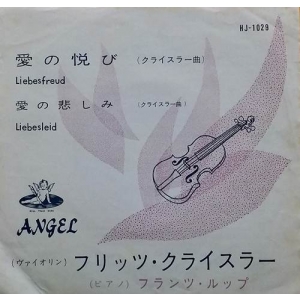 HJ-1029
愛の悦び (クライスラー曲)
Liebesfreud
愛の悲しみ (クライスラー曲)
Liebesleid
ANGEL
(ヴァイオリン) フリッツ・クライスラー
(ピアノ) フランツ・ルップ